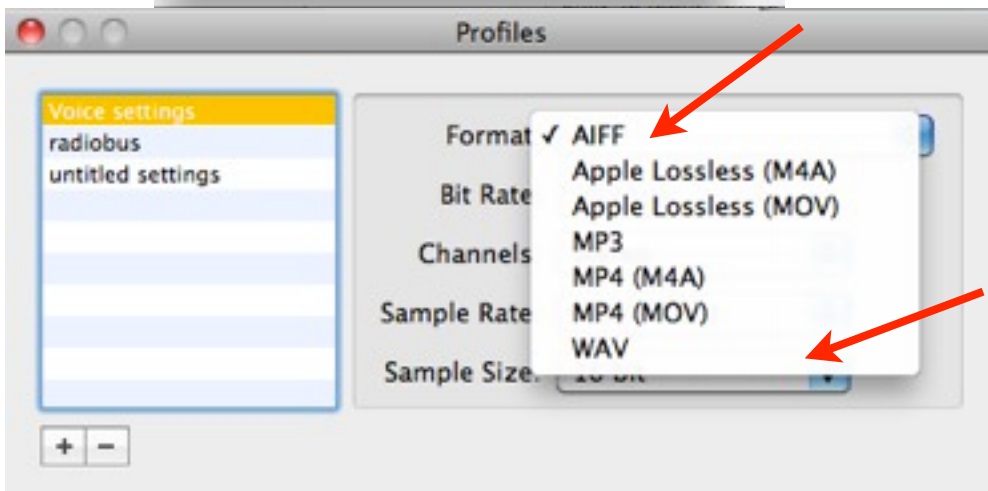 Profiles
Voice settings
radiobus
untitled settings
Format ✓ AIFF
Apple Lossless (M4A)
Bit Rate
Apple Lossless (MOV)
MP3
Channels
MP4 (M4A)
Sample Rate
MP4 (MOV)
WAV
Sample Size:
+ −